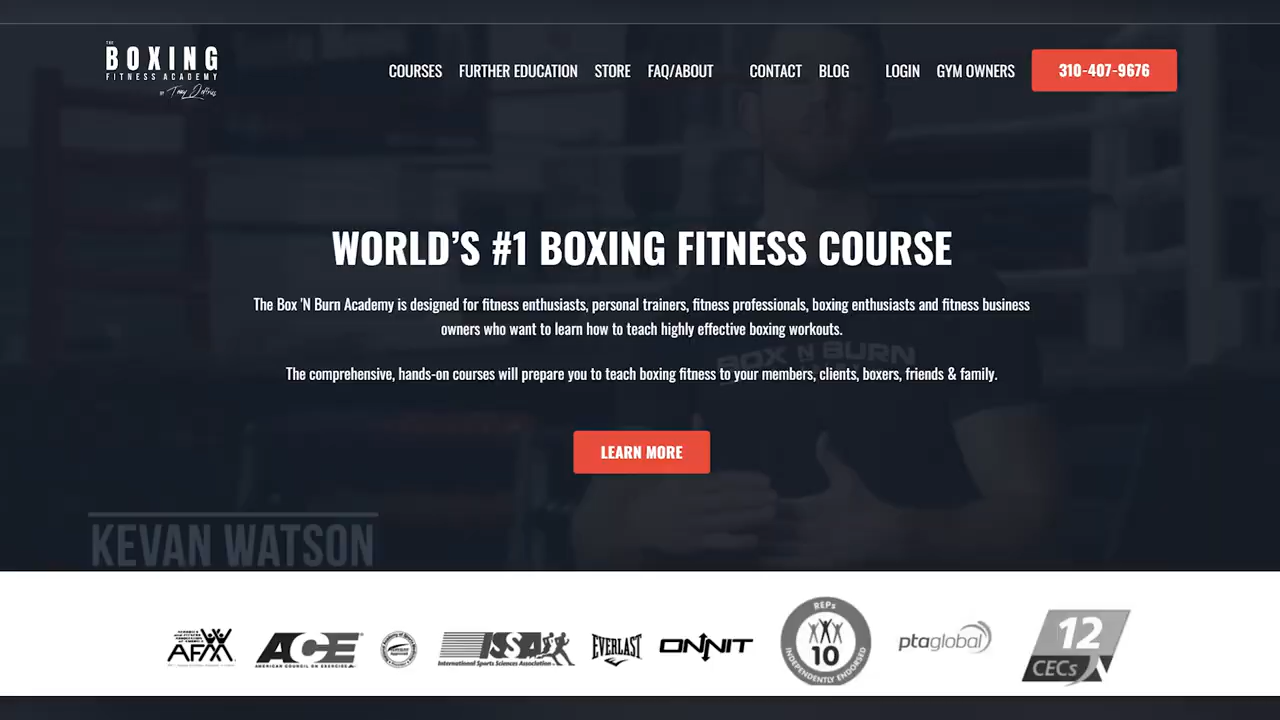 THE
BOXING
FITNESS ACADEMY
BY Tony Jeffries
COURSES FURTHER EDUCATION STORE FAQ/ABOUT CONTACT BLOG LOGIN GYM OWNERS 310-407-9676
WORLD'S #1 BOXING FITNESS COURSE
The Box 'N Burn Academy is designed for fitness enthusiasts, personal trainers, fitness professionals, boxing enthusiasts and fitness business
owners who want to learn how to teach highly effective boxing workouts.
BOX N BURN
The comprehensive, hands-on courses will prepare you to teach boxing fitness to your members, clients, boxers, friends & family.
LEARN MORE
KEVAN WATSON
AFAA
ACE
AMERICAN COUNCIL ON EXERCISE
ISSA
International Sports Sciences Association
EVERLAST
ONNIT
REPs
10
INDEPENDENTLY ENDORSED
ptaglobal
12
CECs